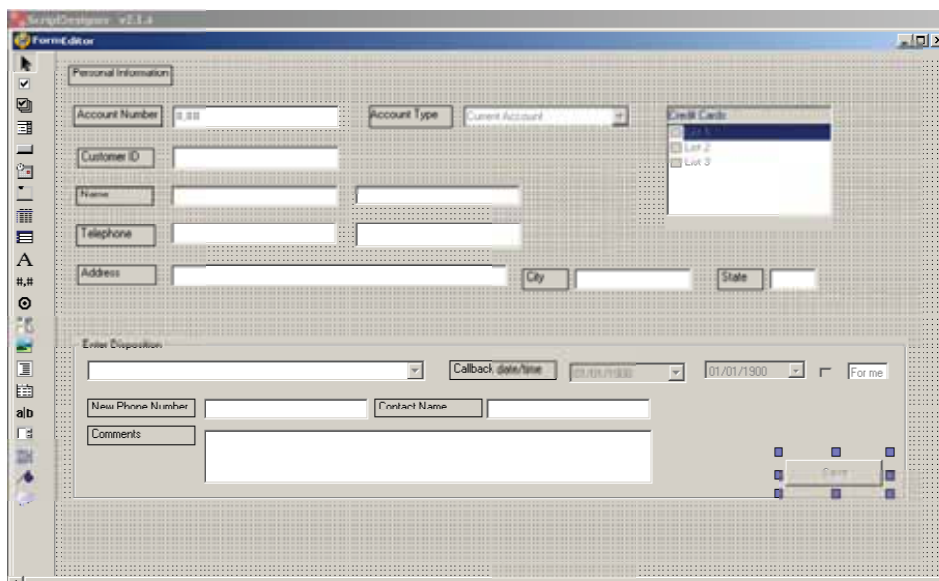 ScriptDesigner v2.1.4
FormEditor
Personal Information
Account Number #,## Account Type Current Account Credit Cards
List 1
Customer ID List 2
List 3
Name
Telephone
Address City State
A
#,#
Enter Disposition
Callback date/time 01/01/1900 01/01/1900 For me
New Phone Number Contact Name
a|b
Comments
Save